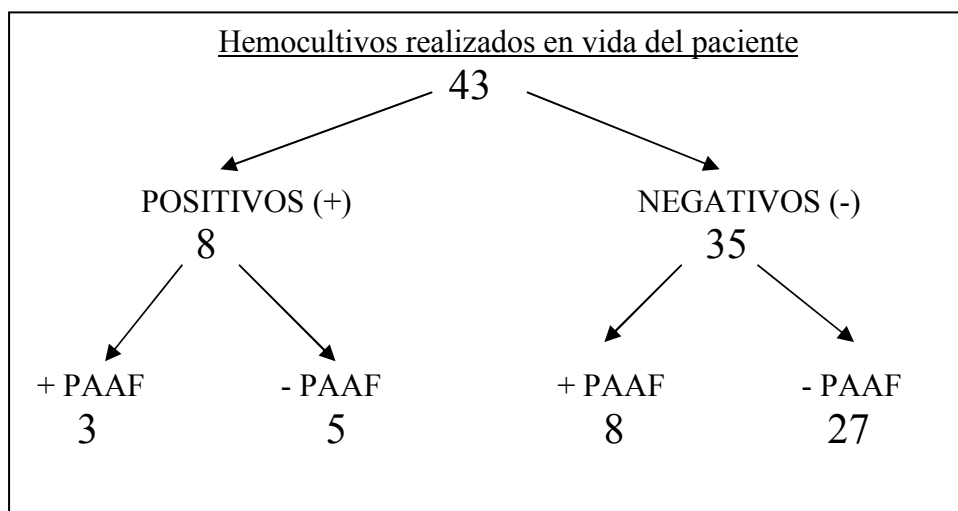 Hemocultivos realizados en vida del paciente
43
POSITIVOS (+) NEGATIVOS (-)
8 35
+ PAAF - PAAF + PAAF - PAAF
3 5 8 27